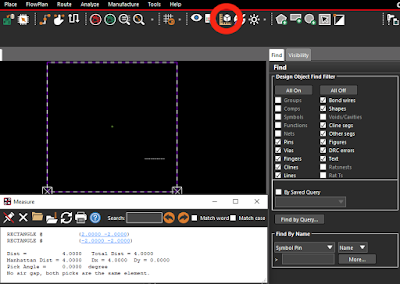 Place FlowPlan Route Analyze Manufacture Tools Help
Find Visibility
Find
Design Object Find Filter
All On All Off
Groups Bond wires
Comps Shapes
Symbols Voids/Cavities
Functions Cline segs
Nets Other segs
Pins Figures
Vias DRC errors
Fingers Text
Clines Ratsnests
Lines Rat Ts
By Saved Query
Find by Query...
Find By Name
Symbol Pin Name
> More...
Measure
Search: Match word Match case
RECTANGLE # (2.0000 -2.0000)
RECTANGLE # (-2.0000 -2.0000)
Dist = 4.0000 Total Dist = 4.0000
Manhattan Dist = 4.0000 Dx = 4.0000 Dy = 0.0000
Pick Angle = 0.0000 degree
No air gap, both picks are the same element.